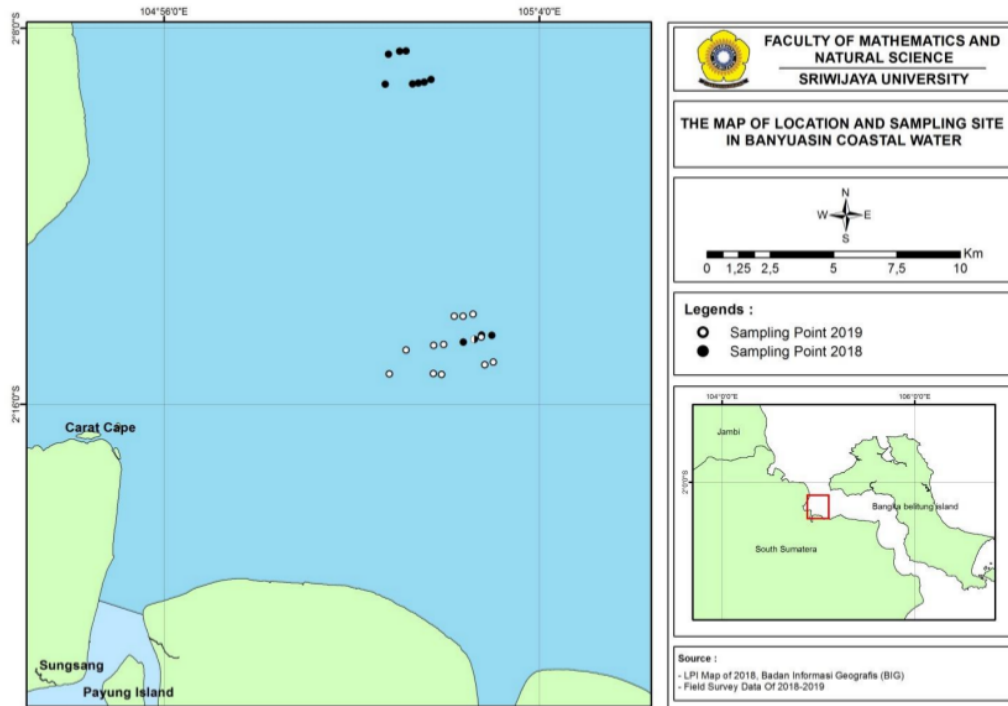 104°56'0"E
105°4'0"E
2°8'0"S
2°16'0"S
Carat Cape
Sungsang
Payung Island
FACULTY OF MATHEMATICS AND
NATURAL SCIENCE
SRIWIJAYA UNIVERSITY
THE MAP OF LOCATION AND SAMPLING SITE
IN BANYUASIN COASTAL WATER
N
W
E
S
Km
0 1,25 2,5 5 7,5 10
Legends :
Sampling Point 2019
Sampling Point 2018
104°0'0"E
106°0'0"E
2°0'0"S
Jambi
Bangka belitung island
South Sumatera
Source :
- LPI Map of 2018, Badan Informasi Geografis (BIG)
- Field Survey Data Of 2018-2019